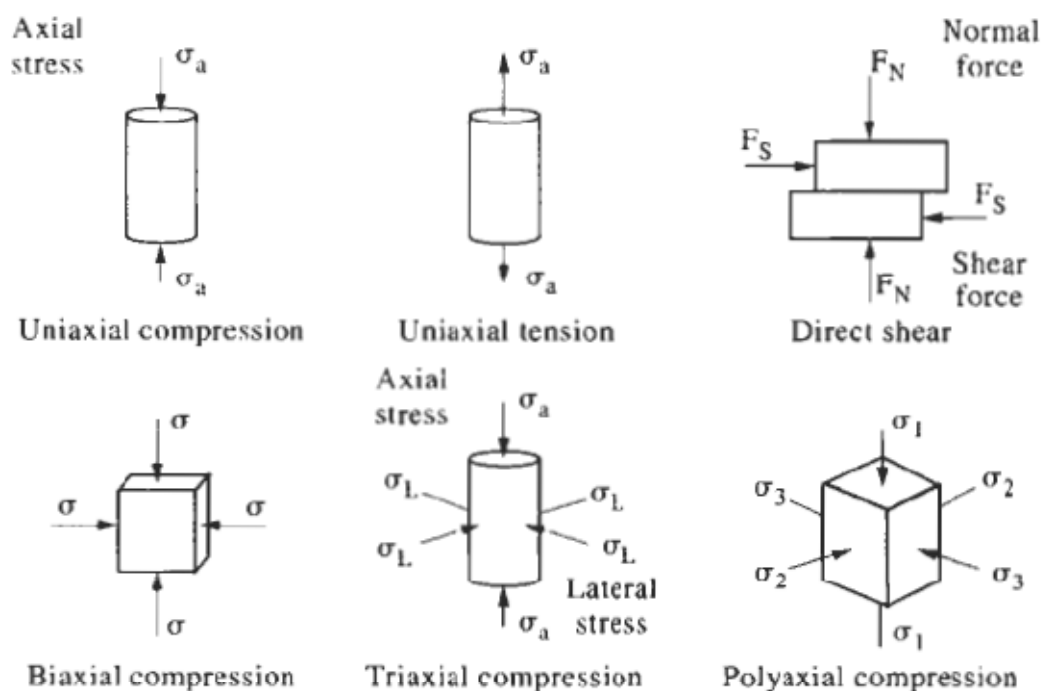 Axial
stress
σa
σa
Uniaxial compression
σa
σa
Uniaxial tension
Normal
force
FN
FS
FS
FN
Shear
force
Direct shear
σ
σ
σ
σ
Biaxial compression
Axial
stress
σa
σL
σL
σL
σL
Lateral
stress
σa
Triaxial compression
σ1
σ3
σ2
σ2
σ3
σ1
Polyaxial compression